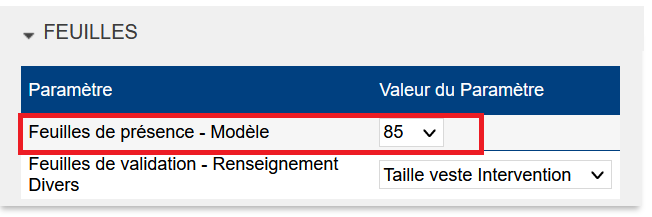 FEUILLES
Paramètre Valeur du Paramètre
Feuilles de présence - Modèle 85
Feuilles de validation - Renseignement
Divers Taille veste Intervention